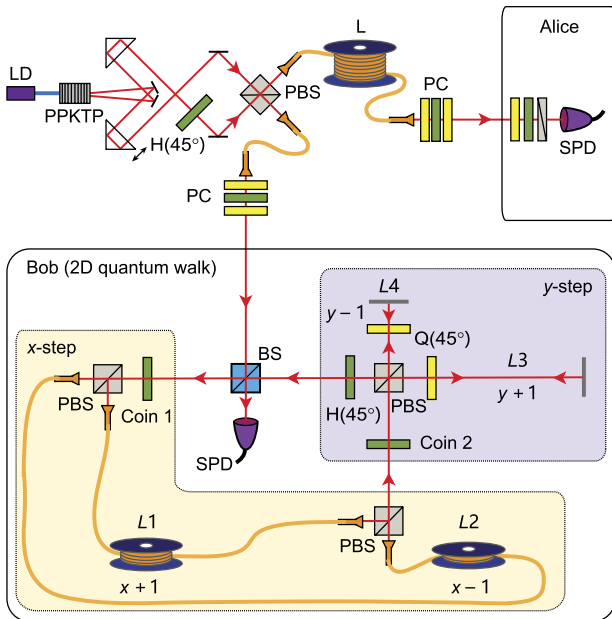 L
Alice
LD
PPKTP
PBS
H(45°)
PC
SPD
PC
Bob (2D quantum walk)
L4
y-step
y−1
x-step
Q(45°)
BS
L3
y+1
PBS
Coin 1
H(45°)
PBS
Coin 2
SPD
L1
L2
PBS
x+1
x−1